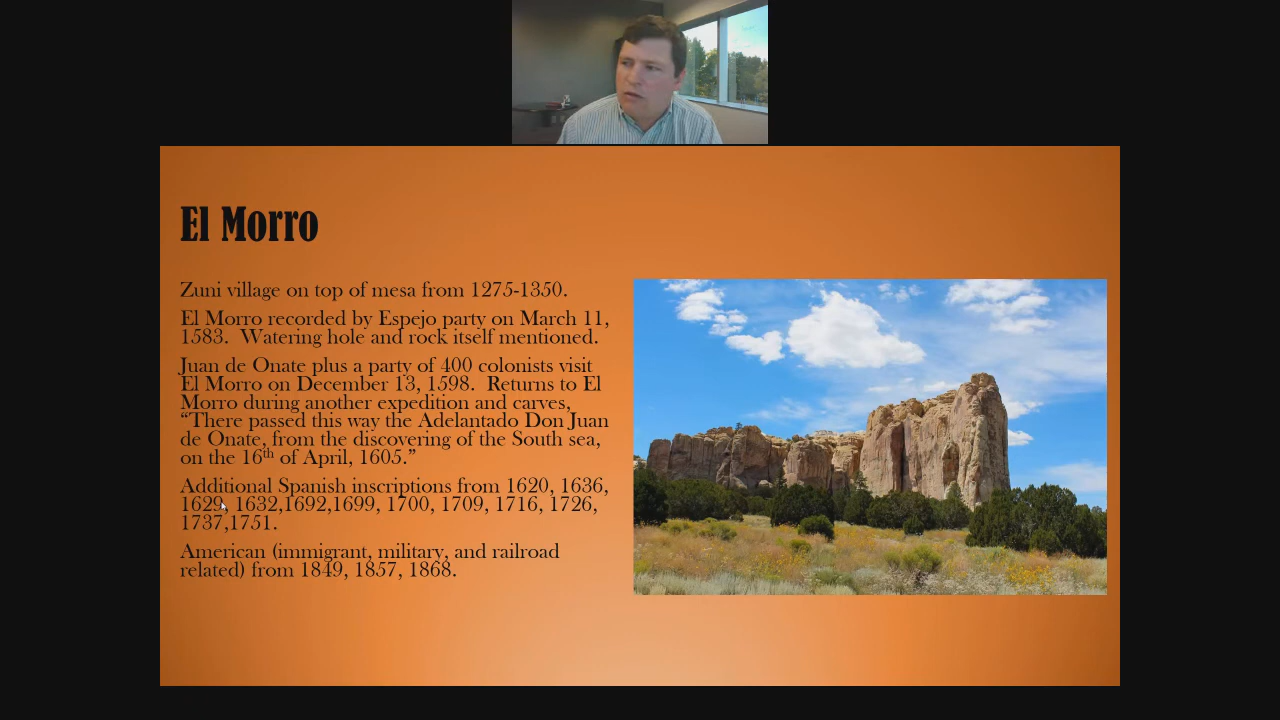 El Morro
Zuni village on top of mesa from 1275-1350.
El Morro recorded by Espejo party on March 11,
1583.  Watering hole and rock itself mentioned.
Juan de Onate plus a party of 400 colonists visit
El Morro on December 13, 1598.  Returns to El
Morro during another expedition and carves,
“There passed this way the Adelantado Don Juan
de Onate, from the discovering of the South sea,
on the 16th of April, 1605.”
Additional Spanish inscriptions from 1620, 1636,
1629, 1632,1692,1699, 1700, 1709, 1716, 1726,
1737,1751.
American (immigrant, military, and railroad
related) from 1849, 1857, 1868.